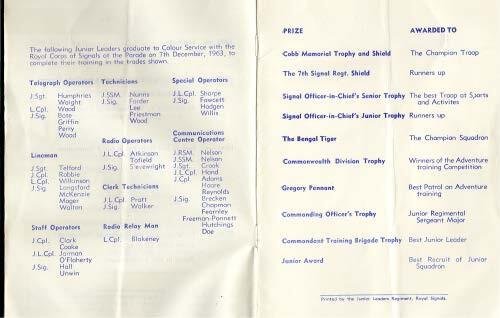 The following Junior Leaders graduate to Colour Service with the
Royal Corps of Signals at the Parade on 7th December, 1963, to
complete their training in the trades shown.
Telegraph Operators
J.Sgt. Humphries
Waight
L.Cpl. Wood
J.Sig. Bate
Griffin
Perry
Wood
Lineman
J.Sgt. Telford
J.Cpl. Robbie
L.Cpl. Wilkinson
J.Sig. Longsford
McKenzie
Mager
Walton
Staff Operators
J.Cpl. Clark
Cooke
J.L.Cpl. Jarman
O'Flaherty
J.Sig. Hall
Unwin
Technicians
J.SSM. Nunns
J.Sig. Forder
Lee
Priestman
Wood
Radio Operators
J.L.Cpl. Atkinson
Tofield
J.Sig. Sievewright
Clerk Technicians
J.L.Cpl. Pratt
J.Sig. Walker
Radio Relay Man
L.Cpl. Blakeney
Special Operators
J.L.Cpl. Sharpe
J.Sig. Fawcett
Hodgen
Willis
Communications
Centre Operator
J.RSM. Nelson
J.SSM. Nelson
J.Sgt. Crook
J.L.Cpl. Hand
J.Cpl. Adams
Hoare
Reynolds
J.Sig. Brecken
Chapman
Fearnley
Freeman-Pannett
Hutchings
Doe
PRIZE AWARDED TO
Cobb Memorial Trophy and Shield The Champion Troop
The 7th Signal Regt. Shield Runners up
Signal Officer-in-Chief's Senior Trophy The best Troop at Sports
and Activites
Signal Officer-in-Chief's Junior Trophy Runners up
The Bengal Tiger The Champion Squadron
Commonwealth Division Trophy Winners of the Adventure
training Competition
Gregory Pennant Best Patrol on Adventure
training
Commanding Officer's Trophy Junior Regimental
Sergeant Major
Commandant Training Brigade Trophy Best Junior Leader
Junior Award Best Recruit of Junior
Squadron
Printed by the Junior Leaders Regiment, Royal Signals.